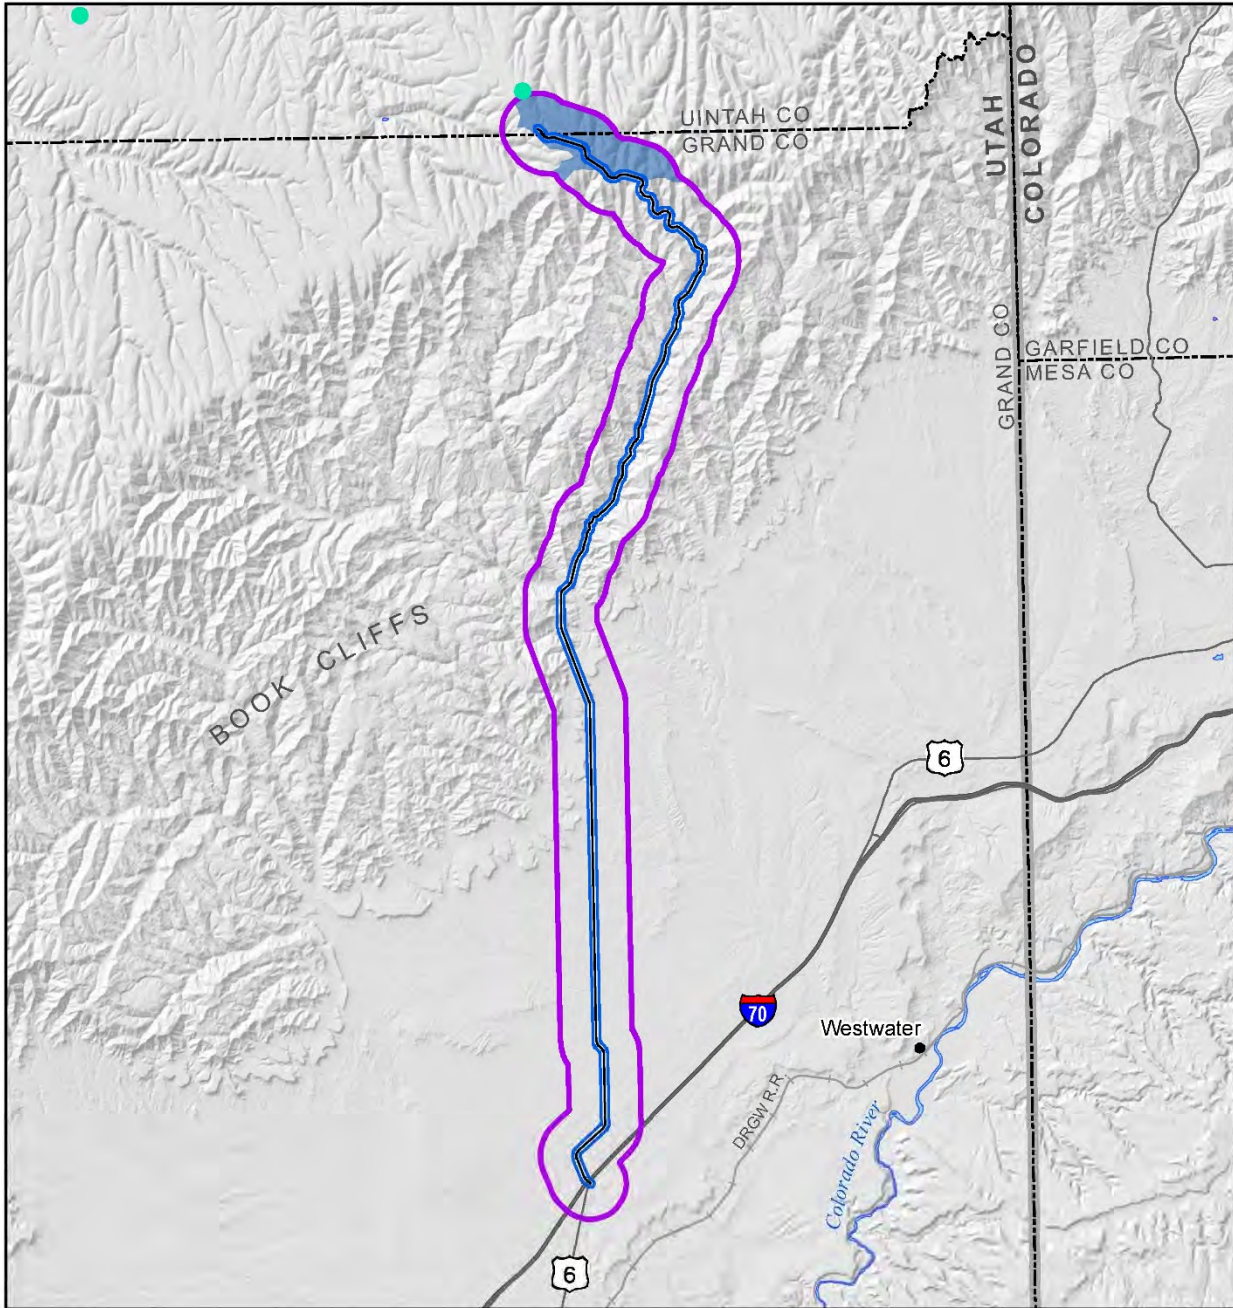 UINTAH CO
GRAND CO
UTAH
COLORADO
GRAND CO
GARFIELD CO
MESA CO
BOOK CLIFFS
6
70
Westwater
DRGW R.R
Colorado River
6